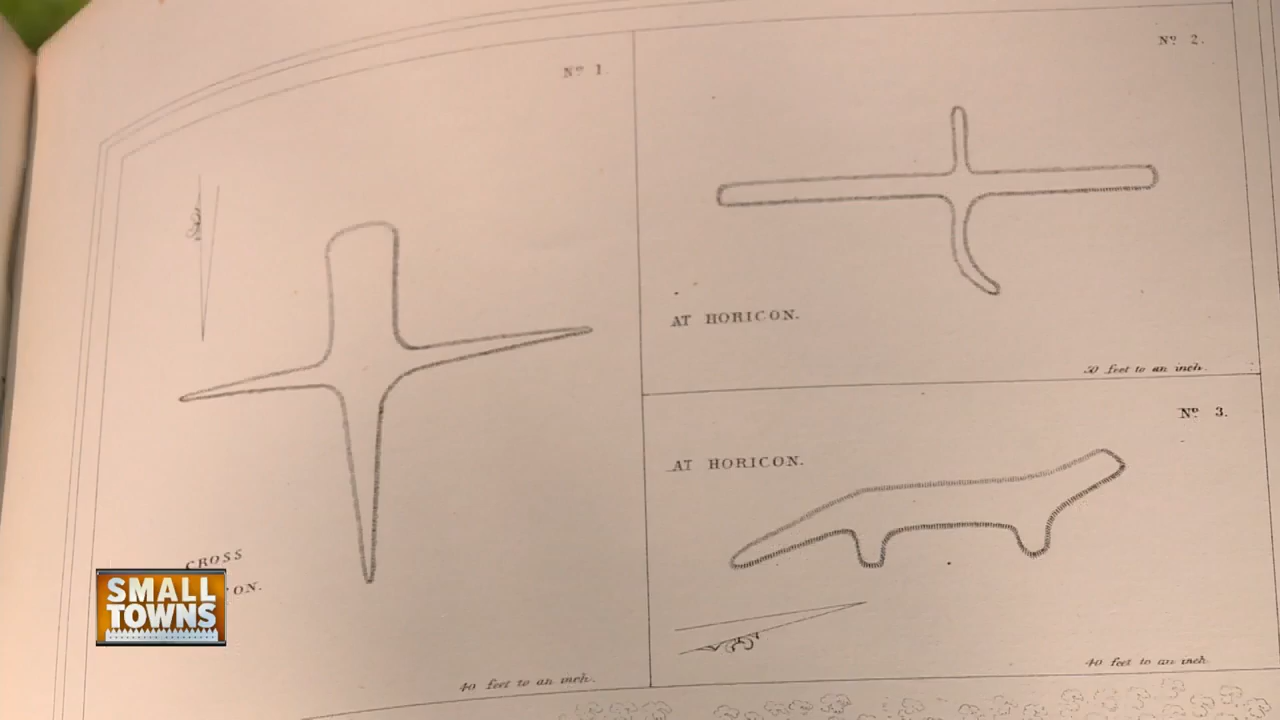 Nº 1.
CROSS
ON.
40 feet to an inch.
Nº 2.
AT HORICON.
50 feet to an inch.
Nº 3.
AT HORICON.
40 feet to an inch
SMALL
TOWNS